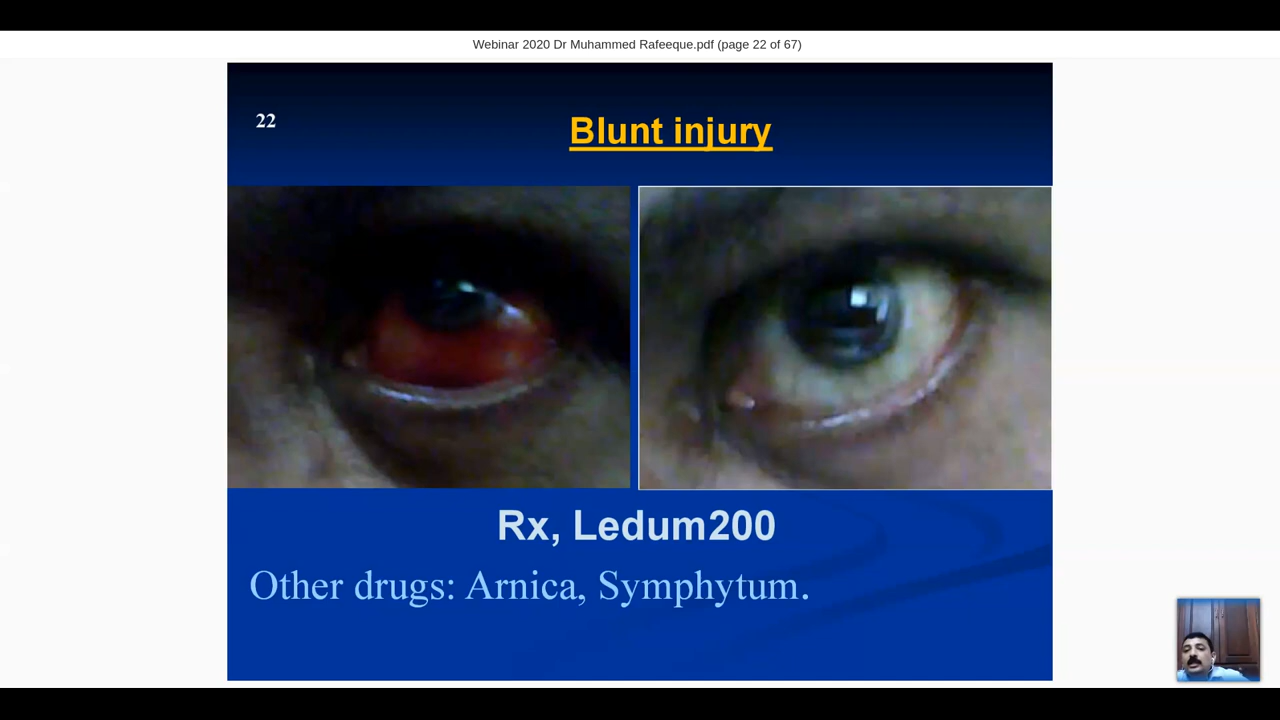 Webinar 2020 Dr Muhammed Rafeeque.pdf (page 22 of 67)
22
Blunt injury
Rx, Ledum200
Other drugs: Arnica, Symphytum.